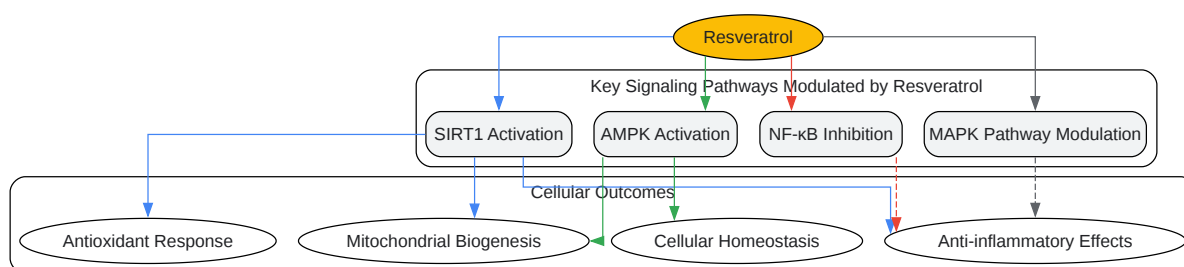 Resveratrol
Key Signaling Pathways Modulated by Resveratrol
SIRT1 Activation
AMPK Activation
NF-κB Inhibition
MAPK Pathway Modulation
Cellular Outcomes
Antioxidant Response
Mitochondrial Biogenesis
Cellular Homeostasis
Anti-inflammatory Effects